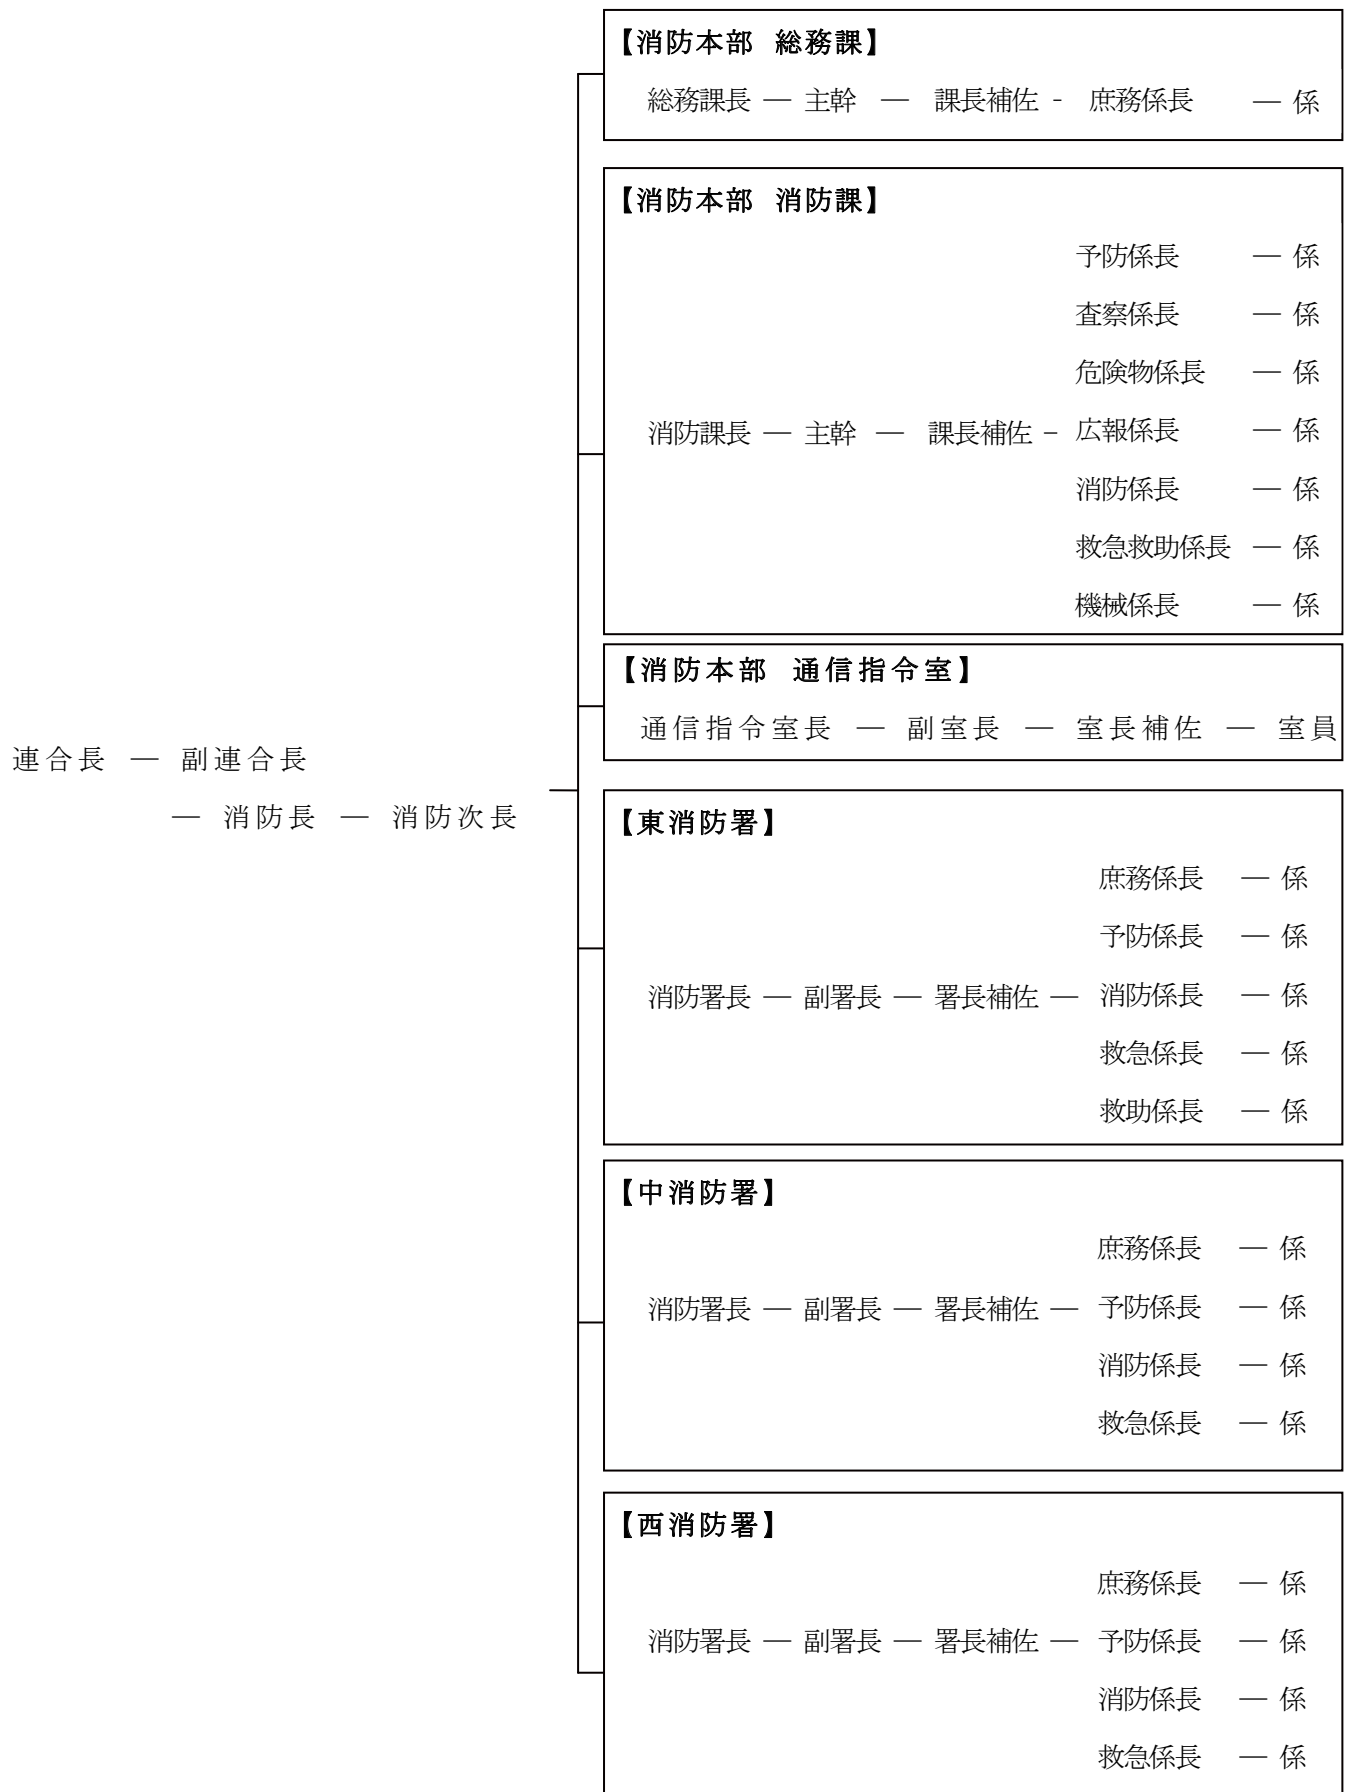 連合長 ― 副連合長
― 消防長 ― 消防次長
【消防本部 総務課】
総務課長 ― 主幹 ― 課長補佐 - 庶務係長 ― 係
【消防本部 消防課】
予防係長 ― 係
査察係長 ― 係
危険物係長 ― 係
消防課長 ― 主幹 ― 課長補佐 - 広報係長 ― 係
消防係長 ― 係
救急救助係長 ― 係
機械係長 ― 係
【消防本部 通信指令室】
通信指令室長 ― 副室長 ― 室長補佐 ― 室員
【東消防署】
庶務係長 ― 係
予防係長 ― 係
消防署長 ― 副署長 ― 署長補佐 ― 消防係長 ― 係
救急係長 ― 係
救助係長 ― 係
【中消防署】
庶務係長 ― 係
消防署長 ― 副署長 ― 署長補佐 ― 予防係長 ― 係
消防係長 ― 係
救急係長 ― 係
【西消防署】
庶務係長 ― 係
消防署長 ― 副署長 ― 署長補佐 ― 予防係長 ― 係
消防係長 ― 係
救急係長 ― 係